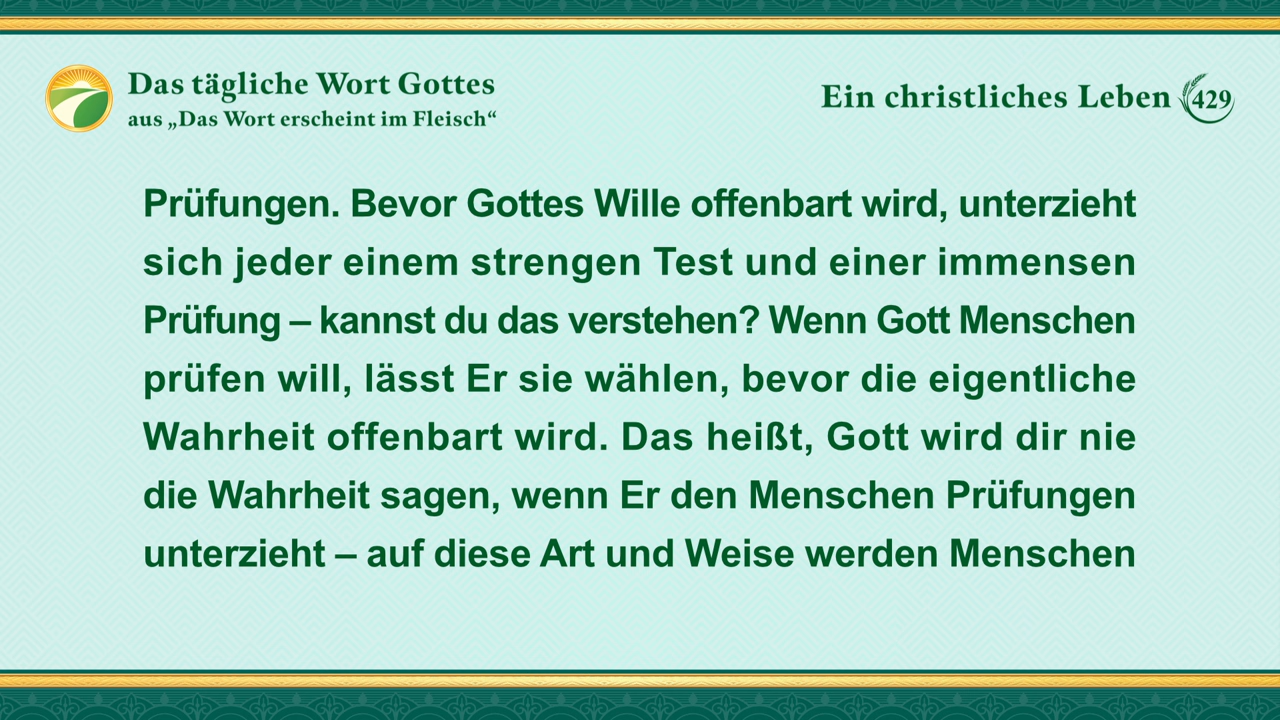 Das tägliche Wort Gottes
aus „Das Wort erscheint im Fleisch“
Ein christliches Leben 429
Prüfungen. Bevor Gottes Wille offenbart wird, unterzieht
sich jeder einem strengen Test und einer immensen
Prüfung – kannst du das verstehen? Wenn Gott Menschen
prüfen will, lässt Er sie wählen, bevor die eigentliche
Wahrheit offenbart wird. Das heißt, Gott wird dir nie
die Wahrheit sagen, wenn Er den Menschen Prüfungen
unterzieht – auf diese Art und Weise werden Menschen